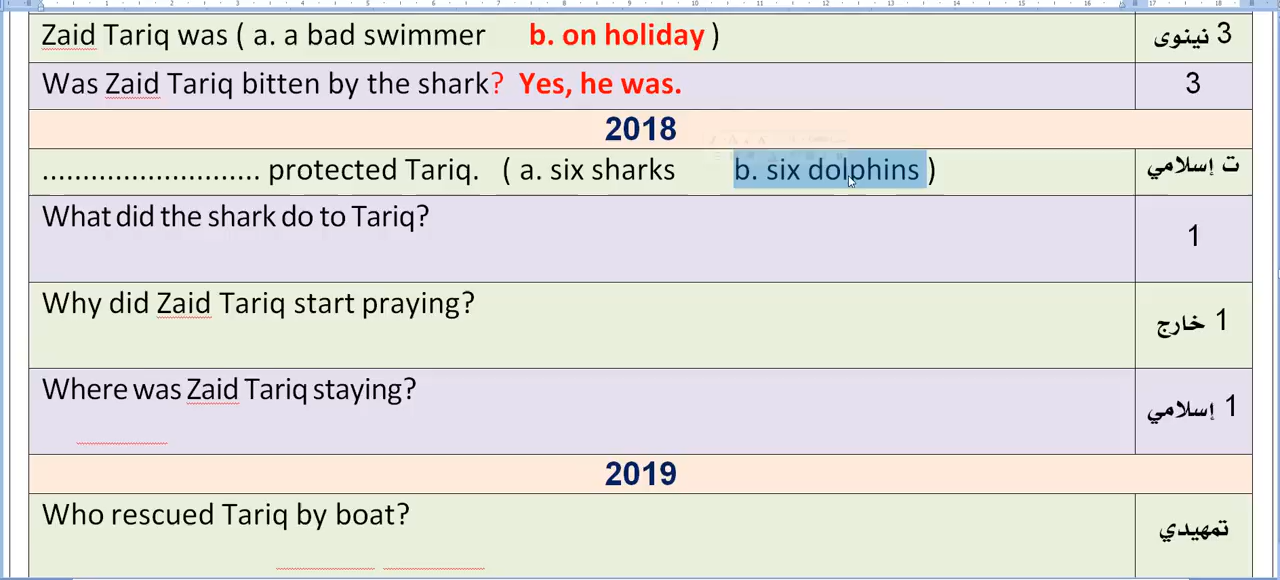 Zaid Tariq was ( a. a bad swimmer b. on holiday )
3 نينوى
Was Zaid Tariq bitten by the shark? Yes, he was.
3
2018
.......................... protected Tariq. ( a. six sharks b. six dolphins )
ت إسلامي
What did the shark do to Tariq?
1
Why did Zaid Tariq start praying?
1 خارج
Where was Zaid Tariq staying?
1 إسلامي
2019
Who rescued Tariq by boat?
تمهيدي